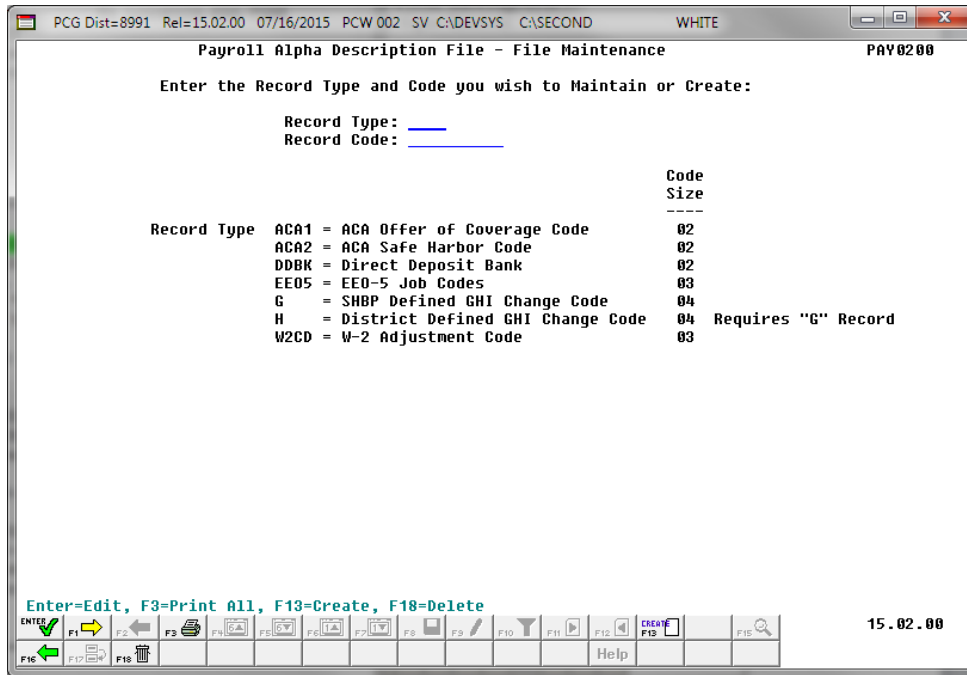 PCG Dist=8991 Rel=15.02.00 07/16/2015 PCW 002 SV C:\DEVSYS C:\SECOND WHITE
Payroll Alpha Description File - File Maintenance PAY0200
Enter the Record Type and Code you wish to Maintain or Create:
Record Type: ____
Record Code: __________
Code
Size
----
Record Type ACA1 = ACA Offer of Coverage Code 02
ACA2 = ACA Safe Harbor Code 02
DDBK = Direct Deposit Bank 02
EEO5 = EEO-5 Job Codes 03
G = SHBP Defined GHI Change Code 04
H = District Defined GHI Change Code 04 Requires "G" Record
W2CD = W-2 Adjustment Code 03
Enter=Edit, F3=Print All, F13=Create, F18=Delete
ENTER F1 F2 F3 F4 F5 F6 F7 F8 F9 F10 F11 F12 CREATE F13 F15 15.02.00
F16 F17 F18 Help